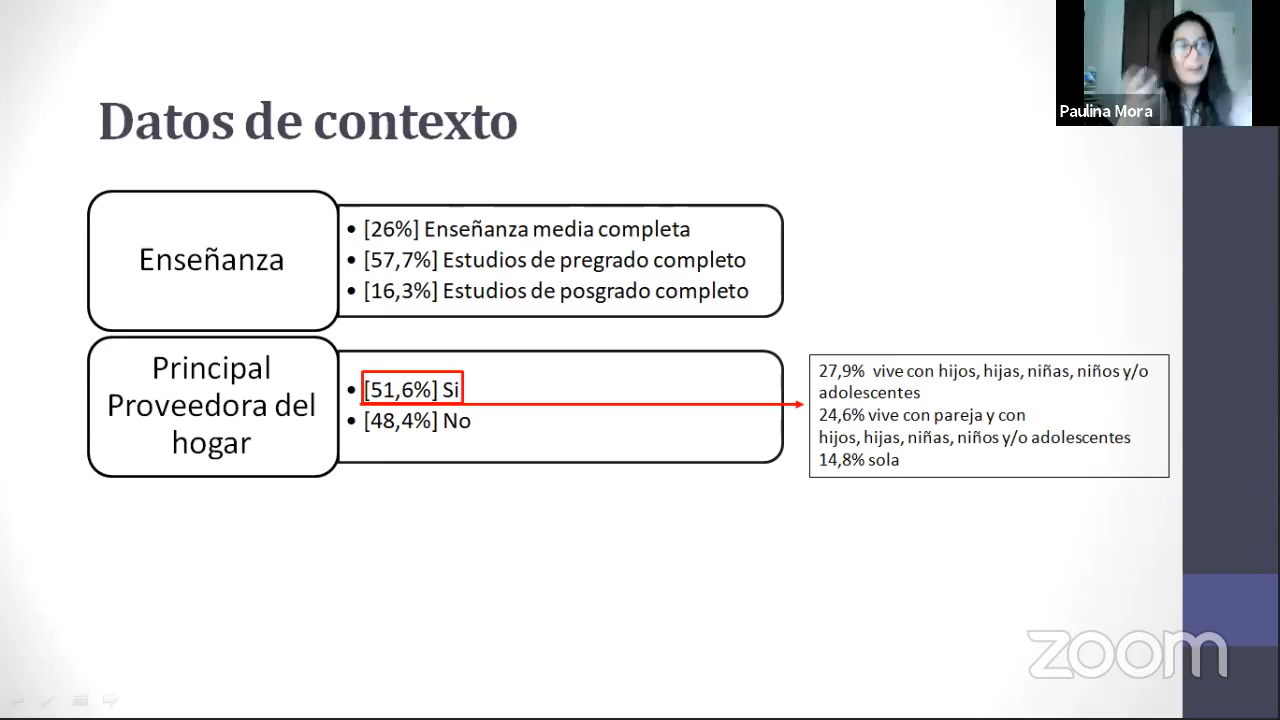 Paulina Mora
Datos de contexto
Enseñanza
• [26%] Enseñanza media completa
• [57,7%] Estudios de pregrado completo
• [16,3%] Estudios de posgrado completo
Principal
Proveedora del
hogar
• [51,6%] Si
• [48,4%] No
27,9% vive con hijos, hijas, niñas, niños y/o
adolescentes
24,6% vive con pareja y con
hijos, hijas, niñas, niños y/o adolescentes
14,8% sola
zoom